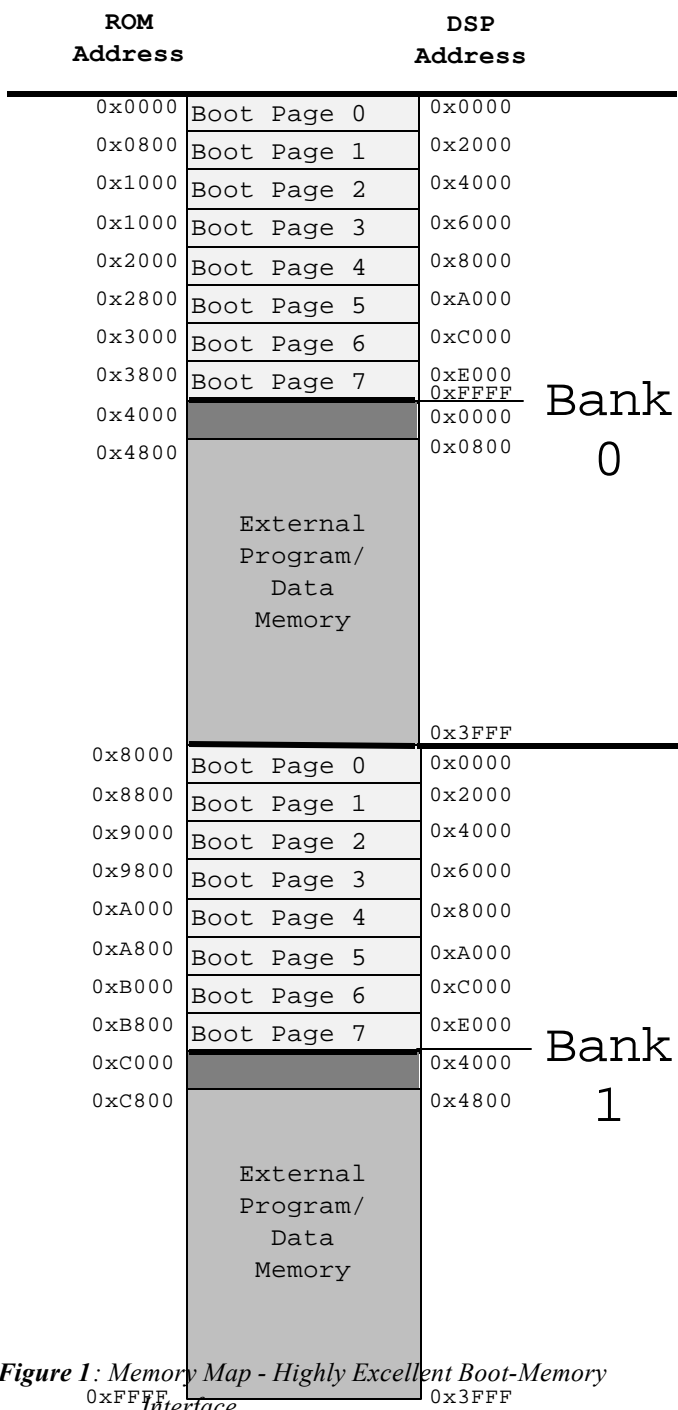 ROM Address DSP Address
0x0000 Boot Page 0 0x0000
0x0800 Boot Page 1 0x2000
0x1000 Boot Page 2 0x4000
0x1000 Boot Page 3 0x6000
0x2000 Boot Page 4 0x8000
0x2800 Boot Page 5 0xA000
0x3000 Boot Page 6 0xC000
0x3800 Boot Page 7 0xE000
0xFFFF
Bank 0
0x4000 0x0000
0x4800 0x0800
External
Program/
Data
Memory
0x3FFF
0x8000 Boot Page 0 0x0000
0x8800 Boot Page 1 0x2000
0x9000 Boot Page 2 0x4000
0x9800 Boot Page 3 0x6000
0xA000 Boot Page 4 0x8000
0xA800 Boot Page 5 0xA000
0xB000 Boot Page 6 0xC000
0xB800 Boot Page 7 0xE000
Bank 1
0xC000 0x4000
0xC800 0x4800
External
Program/
Data
Memory
Figure 1: Memory Map - Highly Excellent Boot-Memory
Interface
0xFFFF 0x3FFF